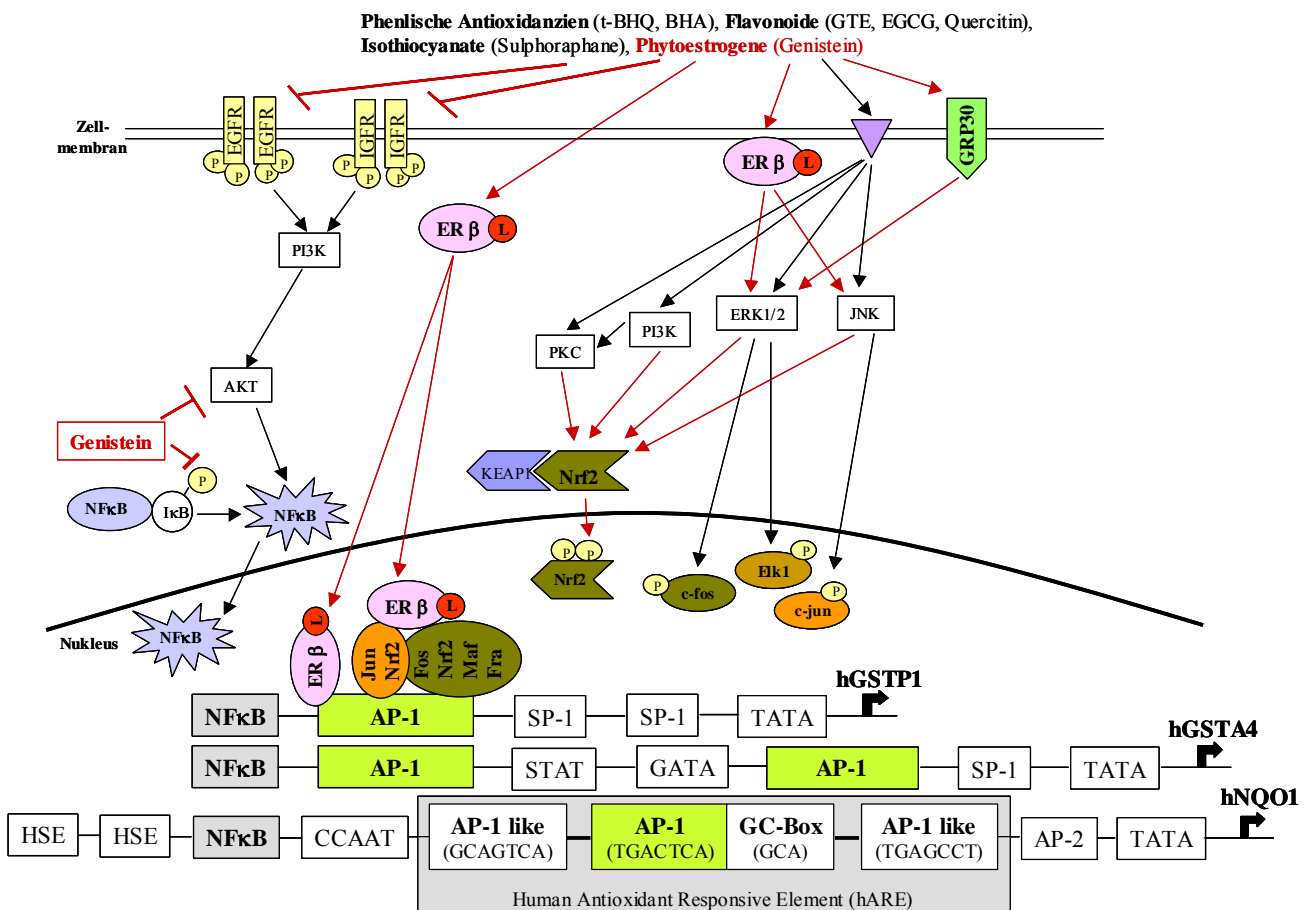 Phenlische Antioxidanzien (t-BHQ, BHA), Flavonoide (GTE, EGCG, Quercitin),
Isothiocyanate (Sulphoraphane), Phytoestrogene (Genistein)
Zell-
membran
EGFR
EGFR
IGFR
IGFR
GRP30
P
P
P
P
P
P
P
P
ER β
L
ER β
L
PI3K
ERK1/2
JNK
PI3K
PKC
AKT
Genistein
KEAP1
Nrf2
P
NFκB
IκB
NFκB
P
P
Nrf2
P
Elk1
P
c-fos
P
c-jun
Nukleus
NFκB
L
ER β
ER β
L
Jun
Nrf2
Fos
Nrf2
Maf
Fra
hGSTP1
NFκB
AP-1
SP-1
SP-1
TATA
hGSTA4
NFκB
AP-1
STAT
GATA
AP-1
SP-1
TATA
hNQO1
HSE
HSE
NFκB
CCAAT
AP-1 like
(GCAGTCA)
AP-1
(TGACTCA)
GC-Box
(GCA)
AP-1 like
(TGAGCCT)
AP-2
TATA
Human Antioxidant Responsive Element (hARE)